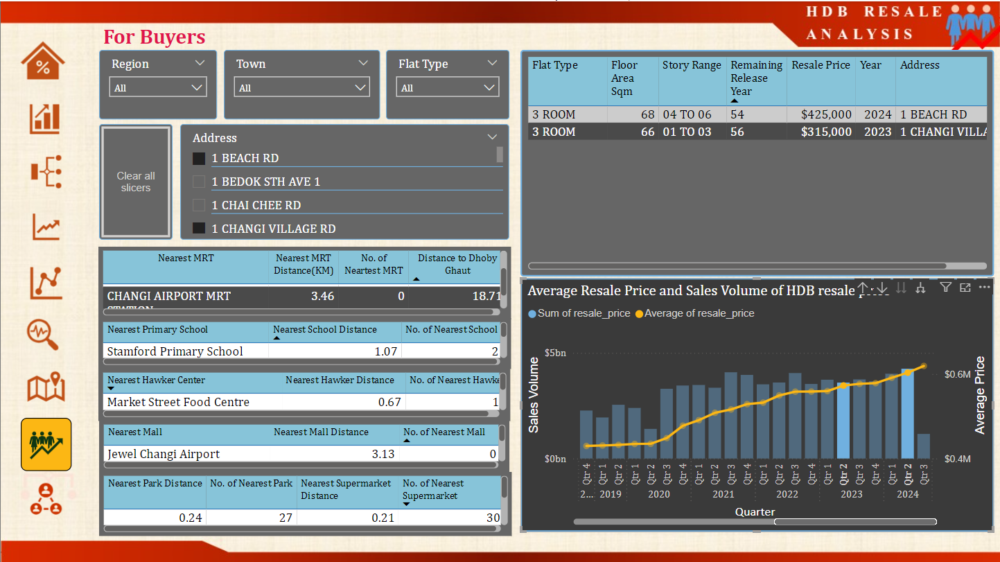 HDB RESALE
ANALYSIS
For Buyers
Region
All
Town
All
Flat Type
All
Clear all
slicers
Address
1 BEACH RD
1 BEDOK STH AVE 1
1 CHAI CHEE RD
1 CHANGI VILLAGE RD
Flat Type Floor Area Sqm Story Range Remaining Release Year Resale Price Year Address
3 ROOM 68 04 TO 06 54 $425,000 2024 1 BEACH RD
3 ROOM 66 01 TO 03 56 $315,000 2023 1 CHANGI VILLA
Nearest MRT Nearest MRT Distance(KM) No. of Neartest MRT Distance to Dhoby Ghaut
CHANGI AIRPORT MRT STATION 3.46 0 18.71
Nearest Primary School Nearest School Distance No. of Nearest School
Stamford Primary School 1.07 2
Nearest Hawker Center Nearest Hawker Distance No. of Nearest Hawke
Market Street Food Centre 0.67 1
Nearest Mall Nearest Mall Distance No. of Nearest Mall
Jewel Changi Airport 3.13 0
Nearest Park Distance No. of Nearest Park Nearest Supermarket Distance No. of Nearest Supermarket
0.24 27 0.21 30
Average Resale Price and Sales Volume of HDB resale
Sum of resale_price Average of resale_price
Sales Volume
$5bn
$0bn
Average Price
$0.6M
$0.4M
Qtr 4 Qtr 1 Qtr 2 Qtr 1 Qtr 2 Qtr 3 Qtr 4 Qtr 1 Qtr 2 Qtr 3 Qtr 4 Qtr 1 Qtr 2 Qtr 3 Qtr 4 Qtr 1 Qtr 2 Qtr 3 Qtr 4 Qtr 1 Qtr 2 Qtr 3
2... 2019 2020 2021 2022 2023 2024
Quarter